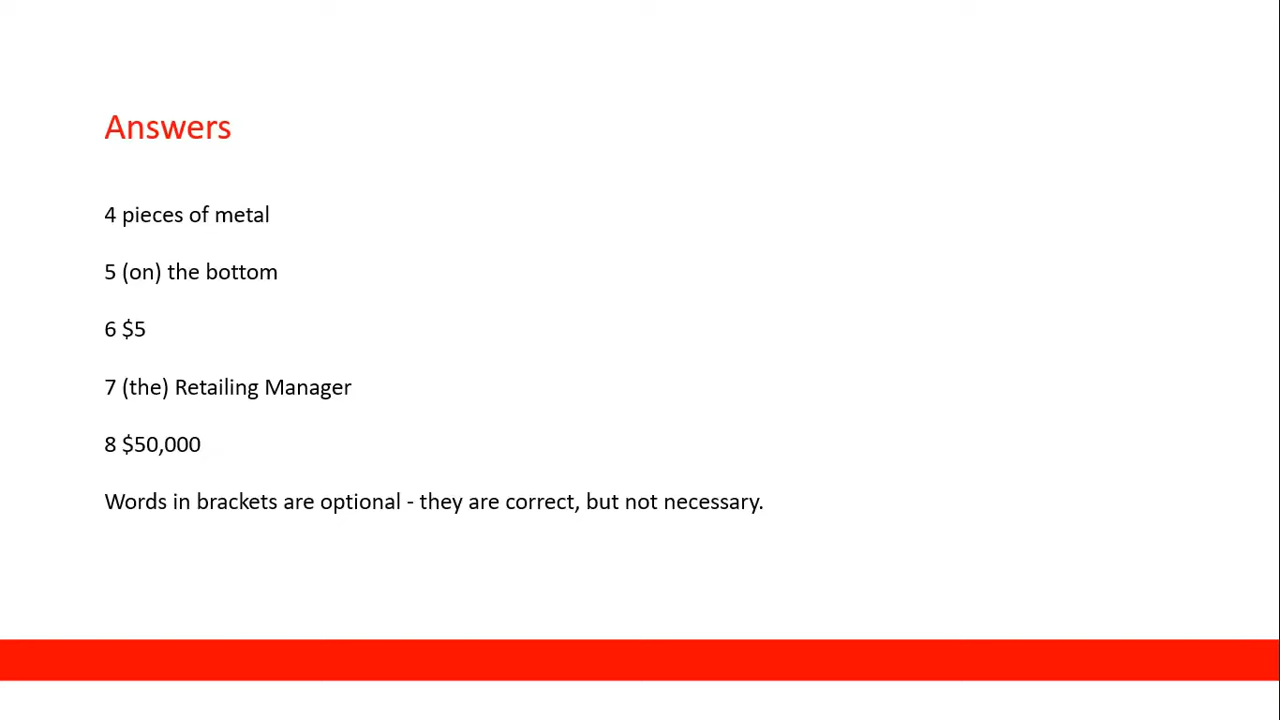 Answers
4 pieces of metal
5 (on) the bottom
6 $5
7 (the) Retailing Manager
8 $50,000
Words in brackets are optional - they are correct, but not necessary.